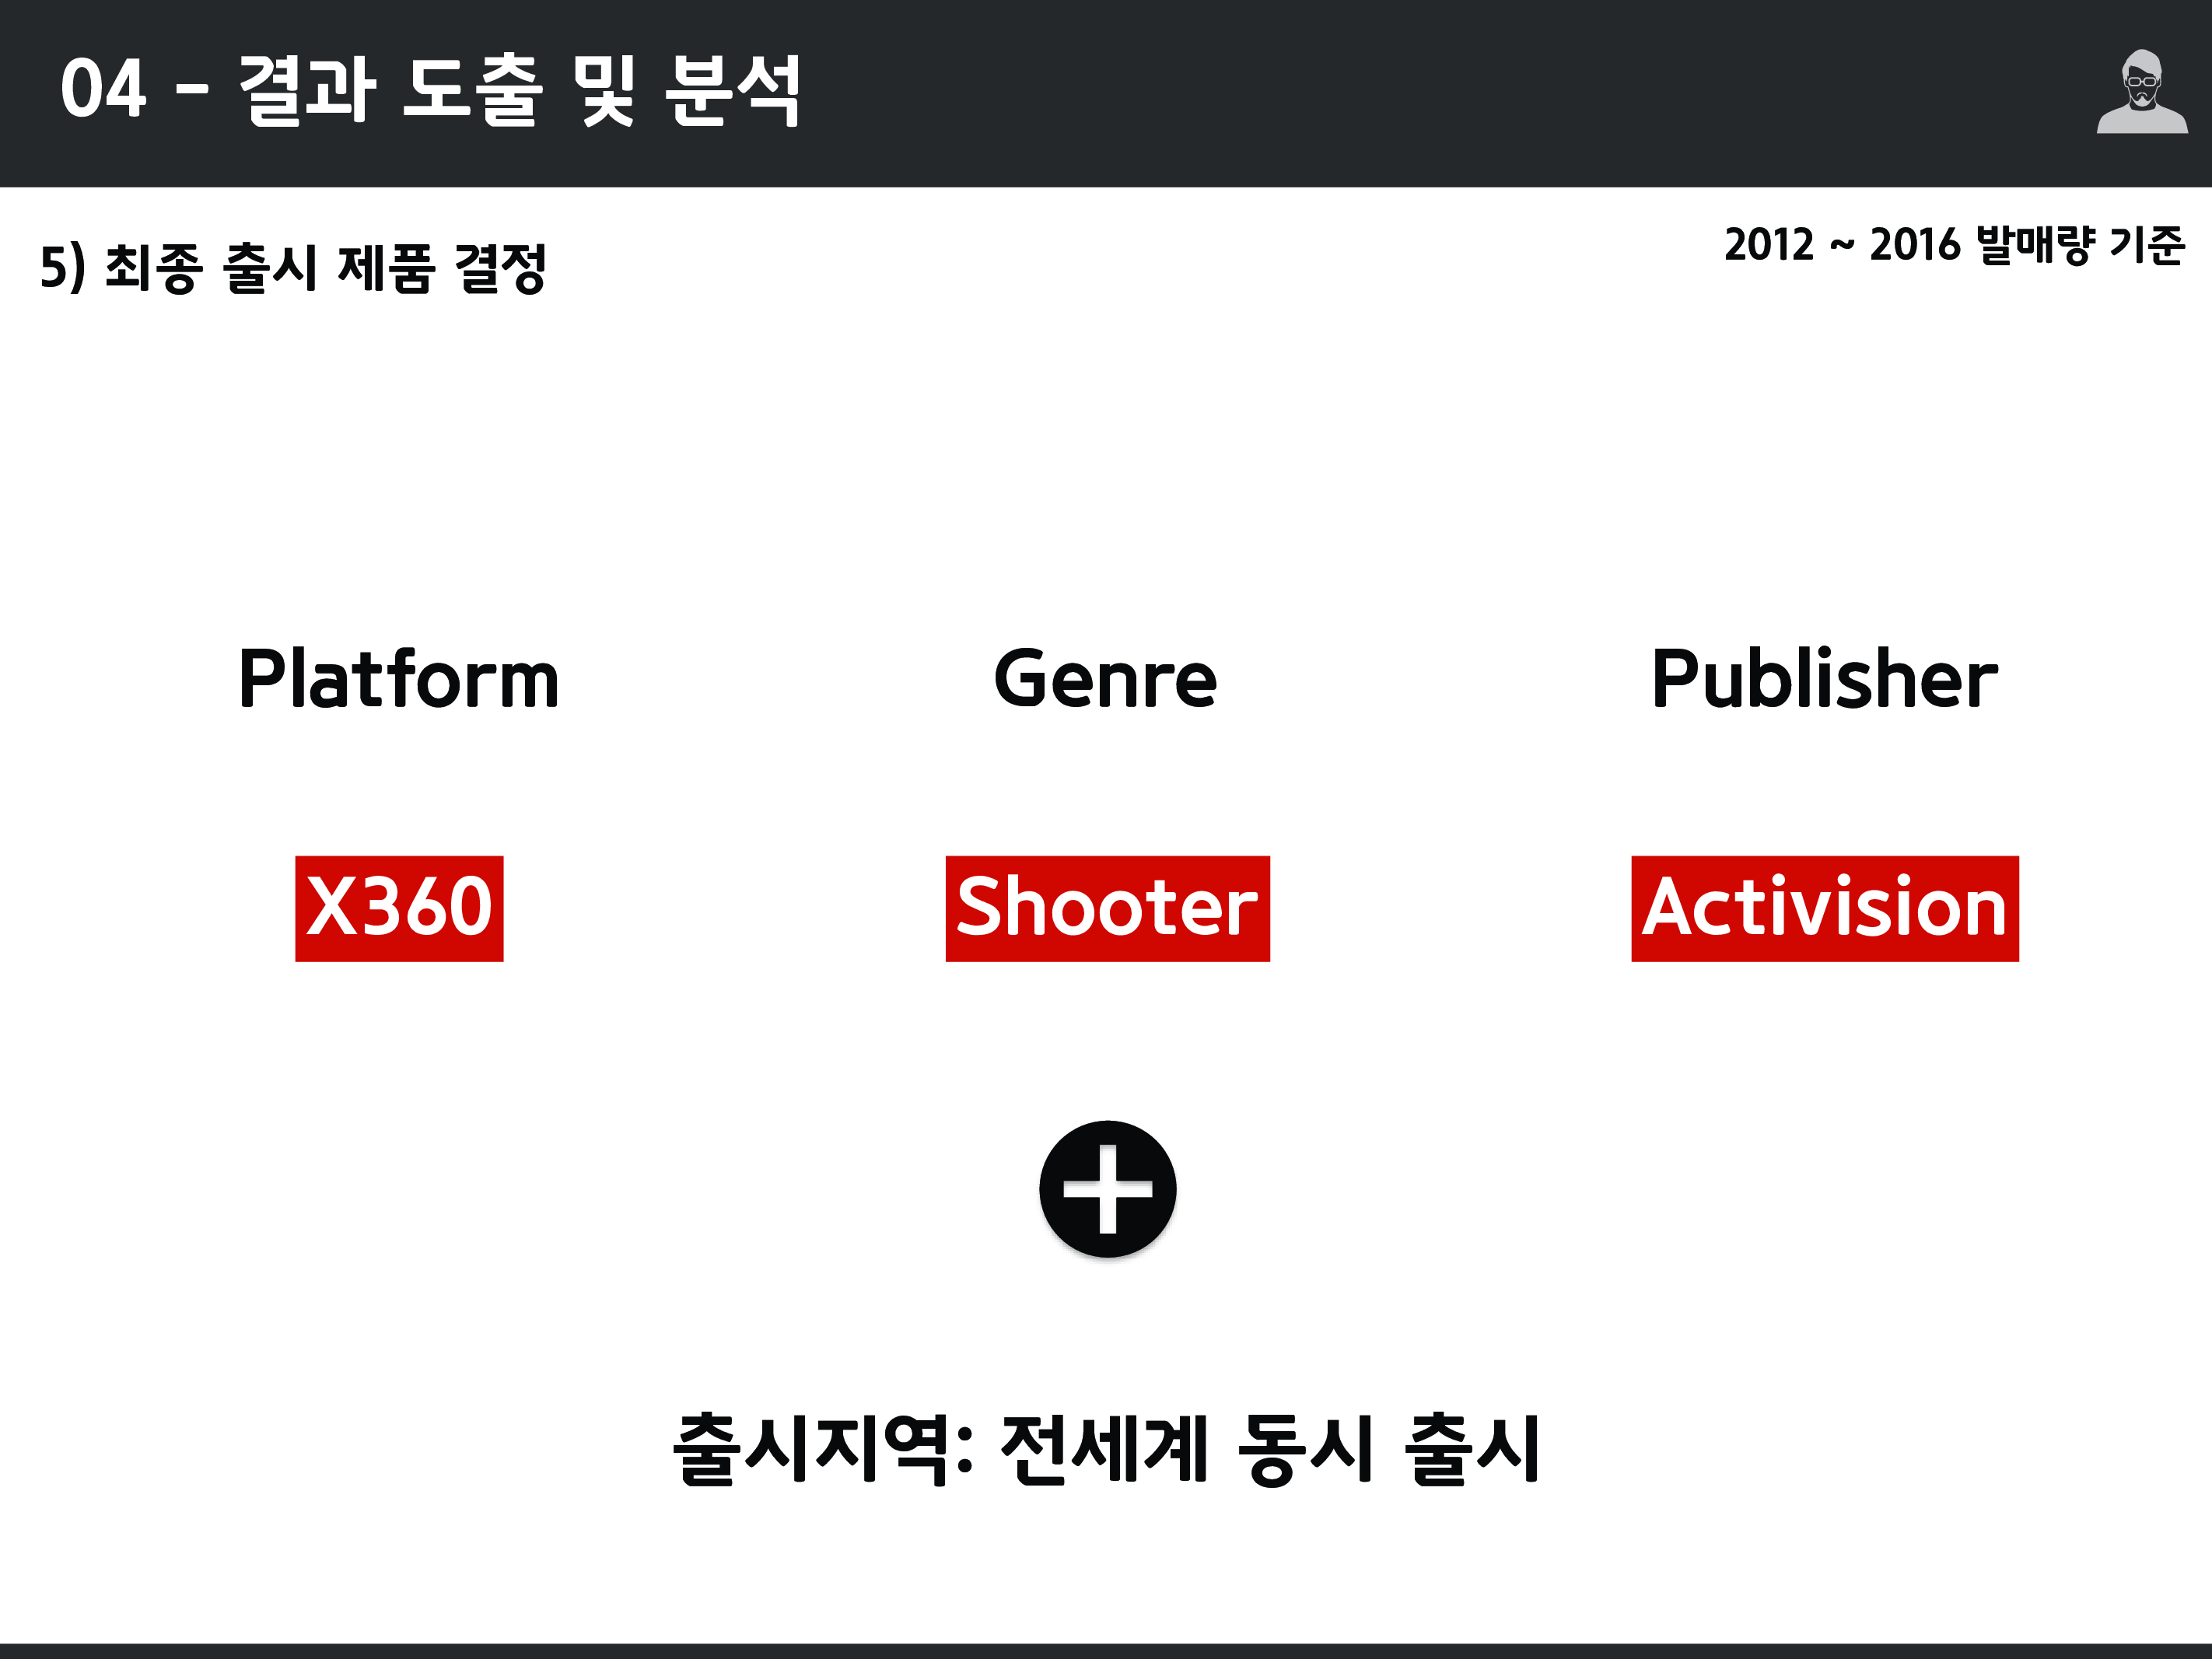 04 - 결과 도출 및 분석
5) 최종 출시 제품 결정
2012 ~ 2016 발매량 기준
Platform
Genre
Publisher
X360
Shooter
Activision
출시지역: 전세계 동시 출시